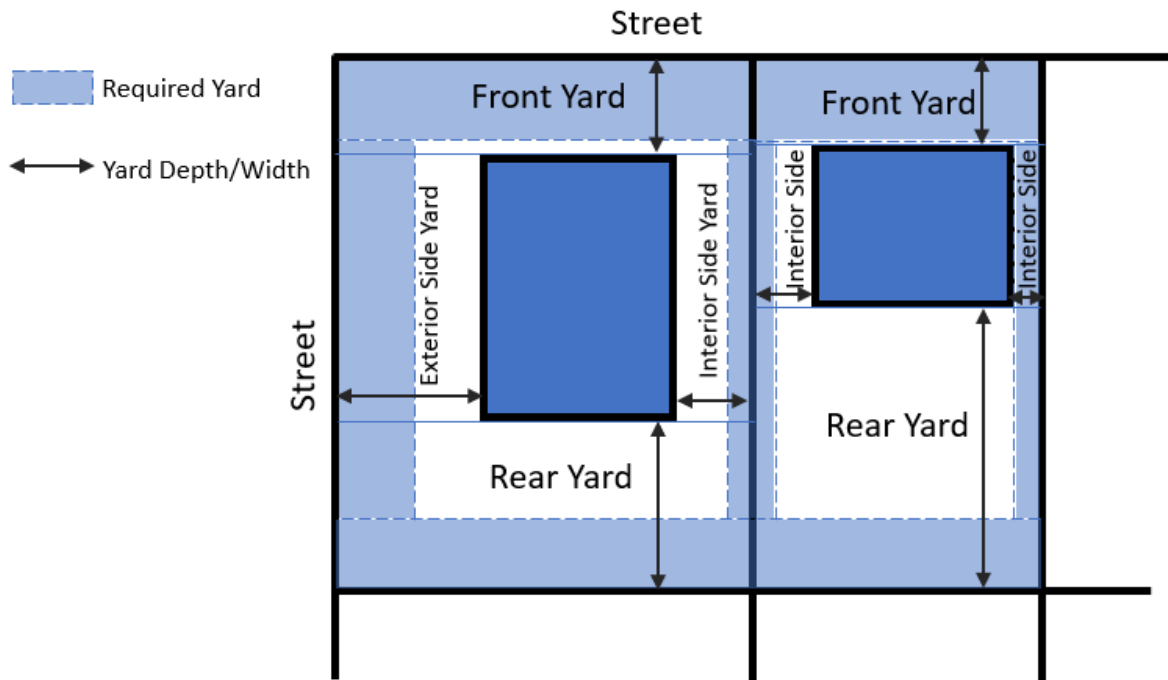 Street
Required Yard
Yard Depth/Width
Front Yard
Front Yard
Exterior Side Yard
Interior Side Yard
Interior Side
Interior Side
Street
Rear Yard
Rear Yard